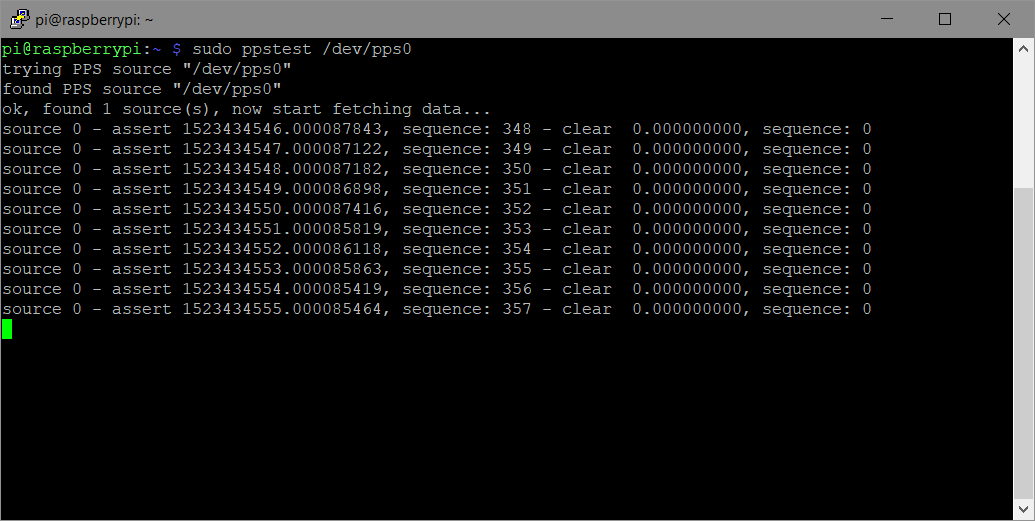 pi@raspberrypi: ~
pi@raspberrypi:~ $ sudo ppstest /dev/pps0
trying PPS source "/dev/pps0"
found PPS source "/dev/pps0"
ok, found 1 source(s), now start fetching data...
source 0 - assert 1523434546.000087843, sequence: 348 - clear  0.000000000, sequence: 0
source 0 - assert 1523434547.000087122, sequence: 349 - clear  0.000000000, sequence: 0
source 0 - assert 1523434548.000087182, sequence: 350 - clear  0.000000000, sequence: 0
source 0 - assert 1523434549.000086898, sequence: 351 - clear  0.000000000, sequence: 0
source 0 - assert 1523434550.000087416, sequence: 352 - clear  0.000000000, sequence: 0
source 0 - assert 1523434551.000085819, sequence: 353 - clear  0.000000000, sequence: 0
source 0 - assert 1523434552.000086118, sequence: 354 - clear  0.000000000, sequence: 0
source 0 - assert 1523434553.000085863, sequence: 355 - clear  0.000000000, sequence: 0
source 0 - assert 1523434554.000085419, sequence: 356 - clear  0.000000000, sequence: 0
source 0 - assert 1523434555.000085464, sequence: 357 - clear  0.000000000, sequence: 0